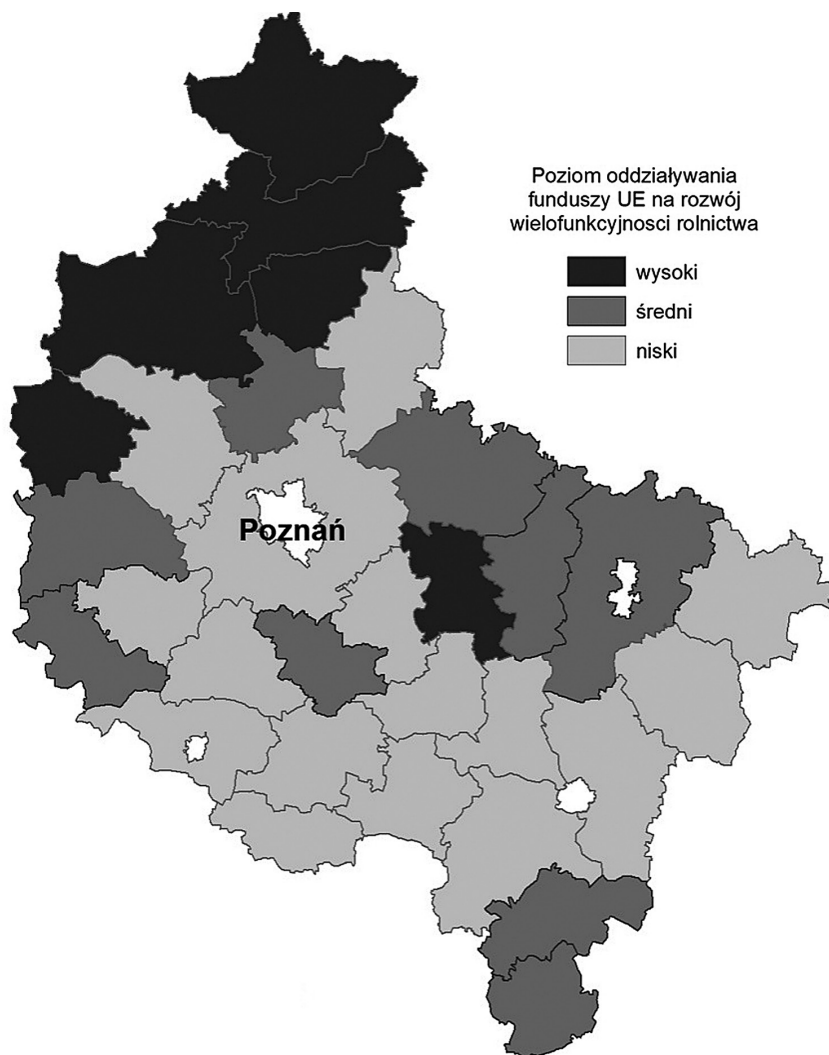 Poziom oddziaływania
funduszy UE na rozwój
wielofunkcyjnosci rolnictwa
wysoki
średni
niski
Poznań